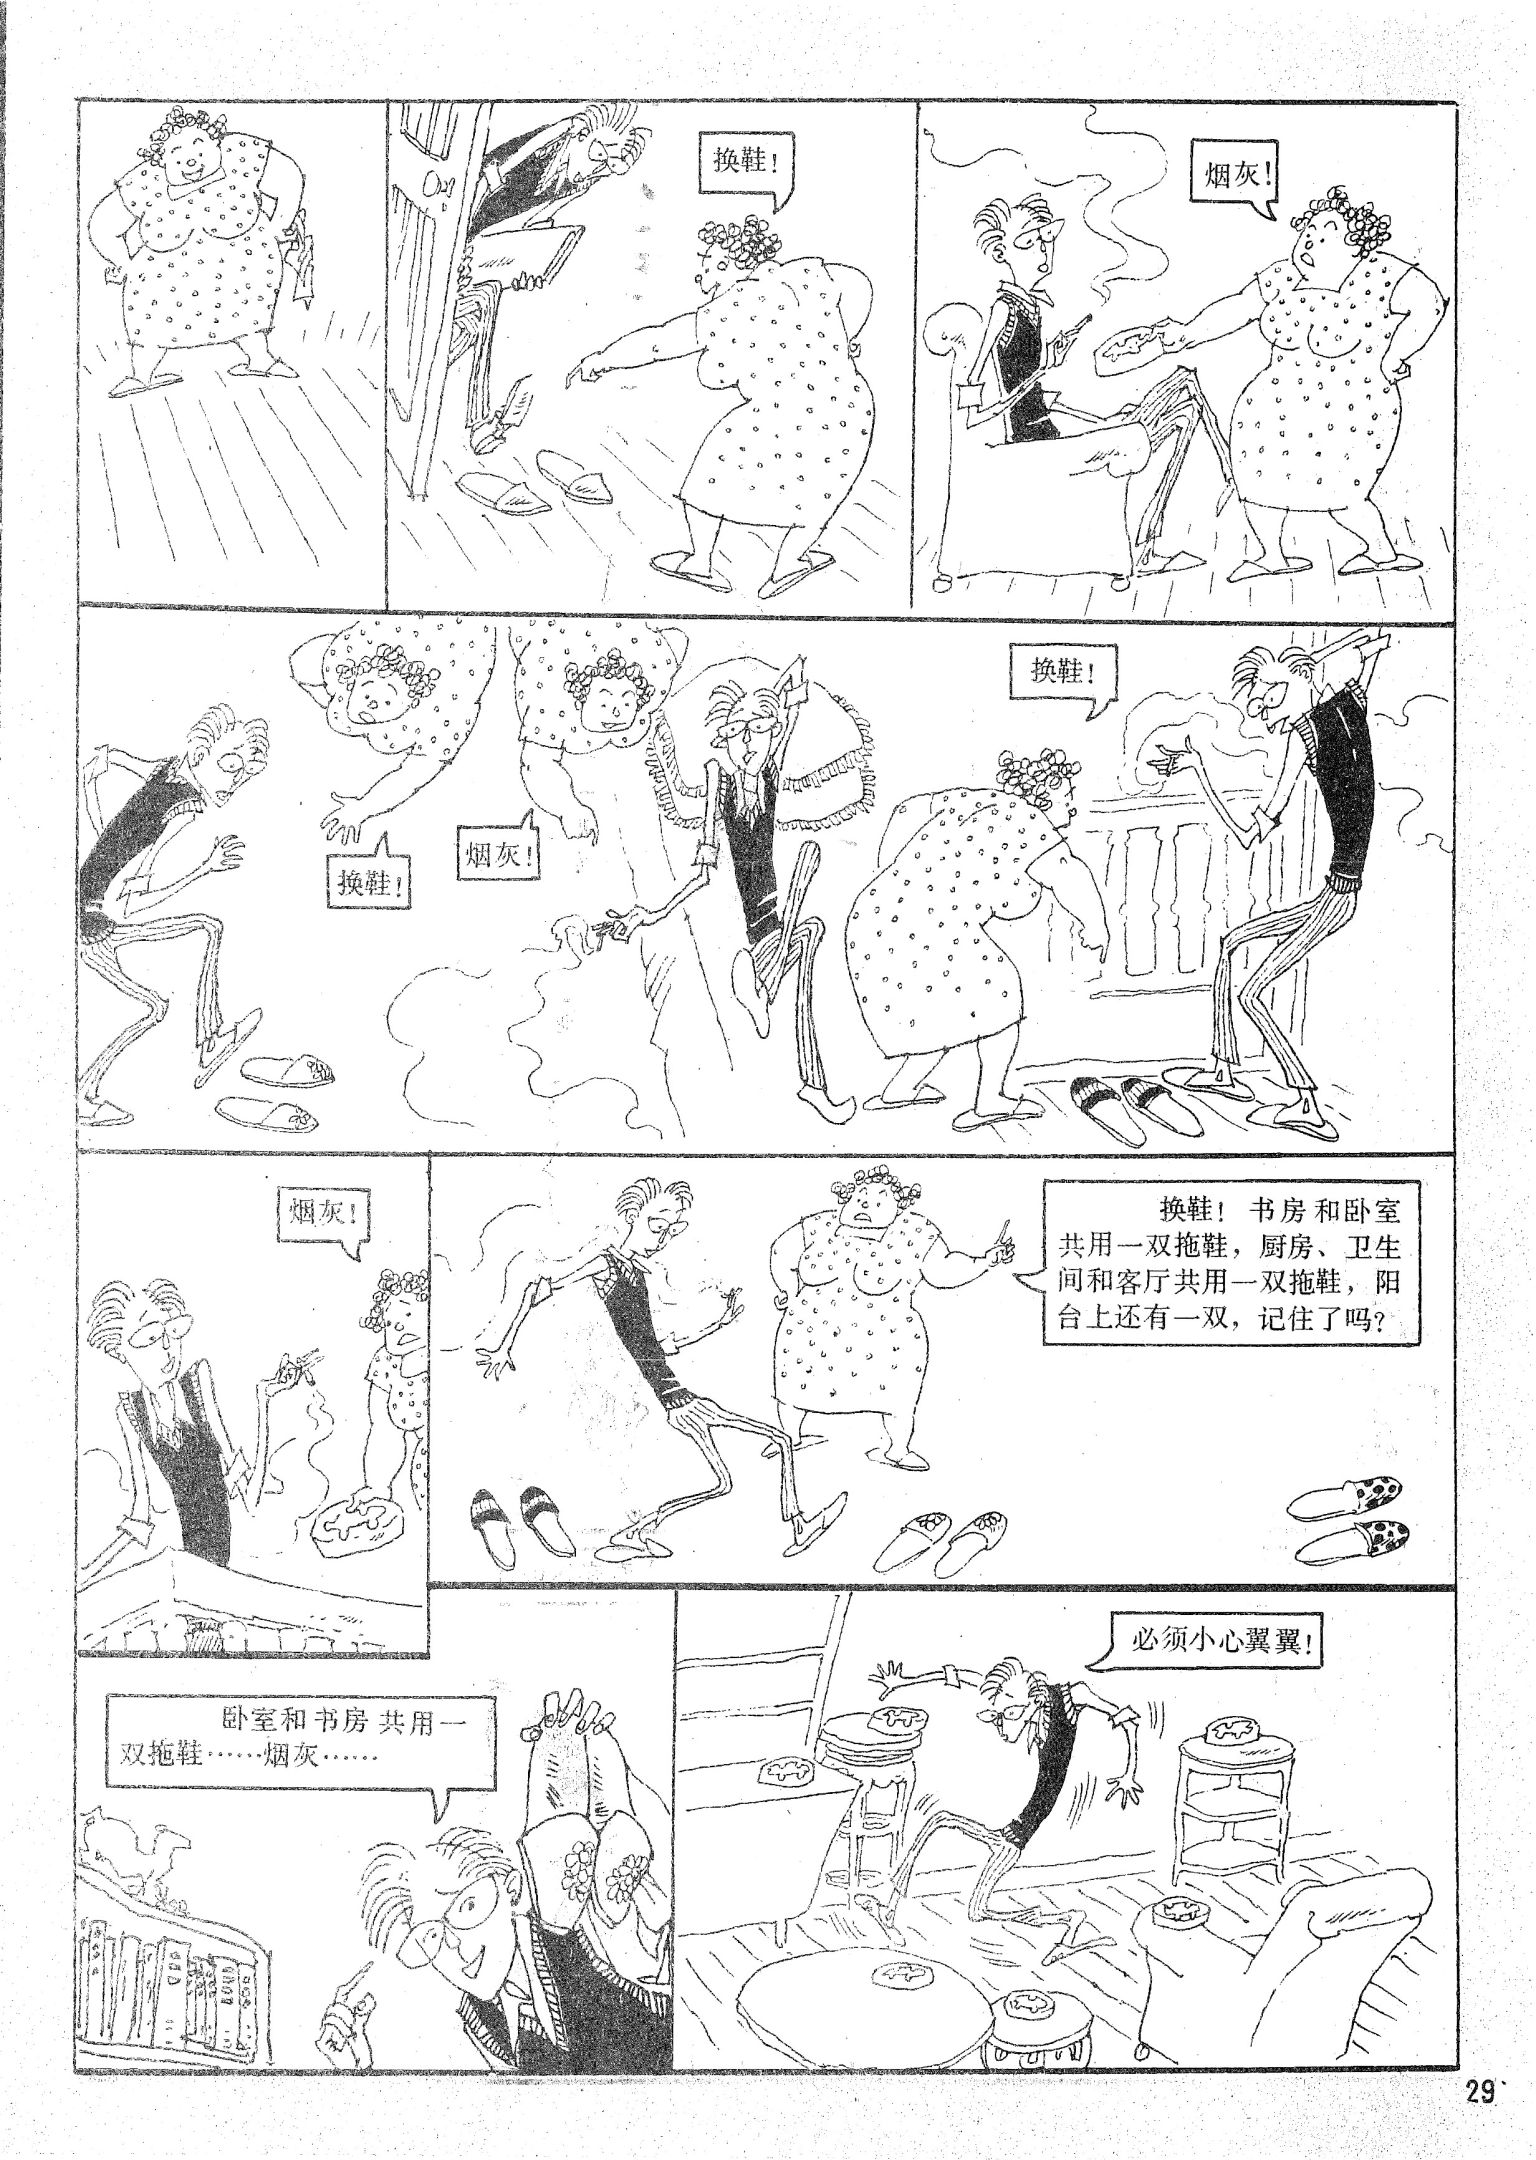 换鞋!
烟灰!
换鞋!
烟灰!
换鞋!
烟灰!
换鞋! 书房和卧室
共用一双拖鞋，厨房、卫生
间和客厅共用一双拖鞋，阳
台上还有一双，记住了吗?
卧室和书房共用一
双拖鞋……烟灰……
必须小心翼翼!
29